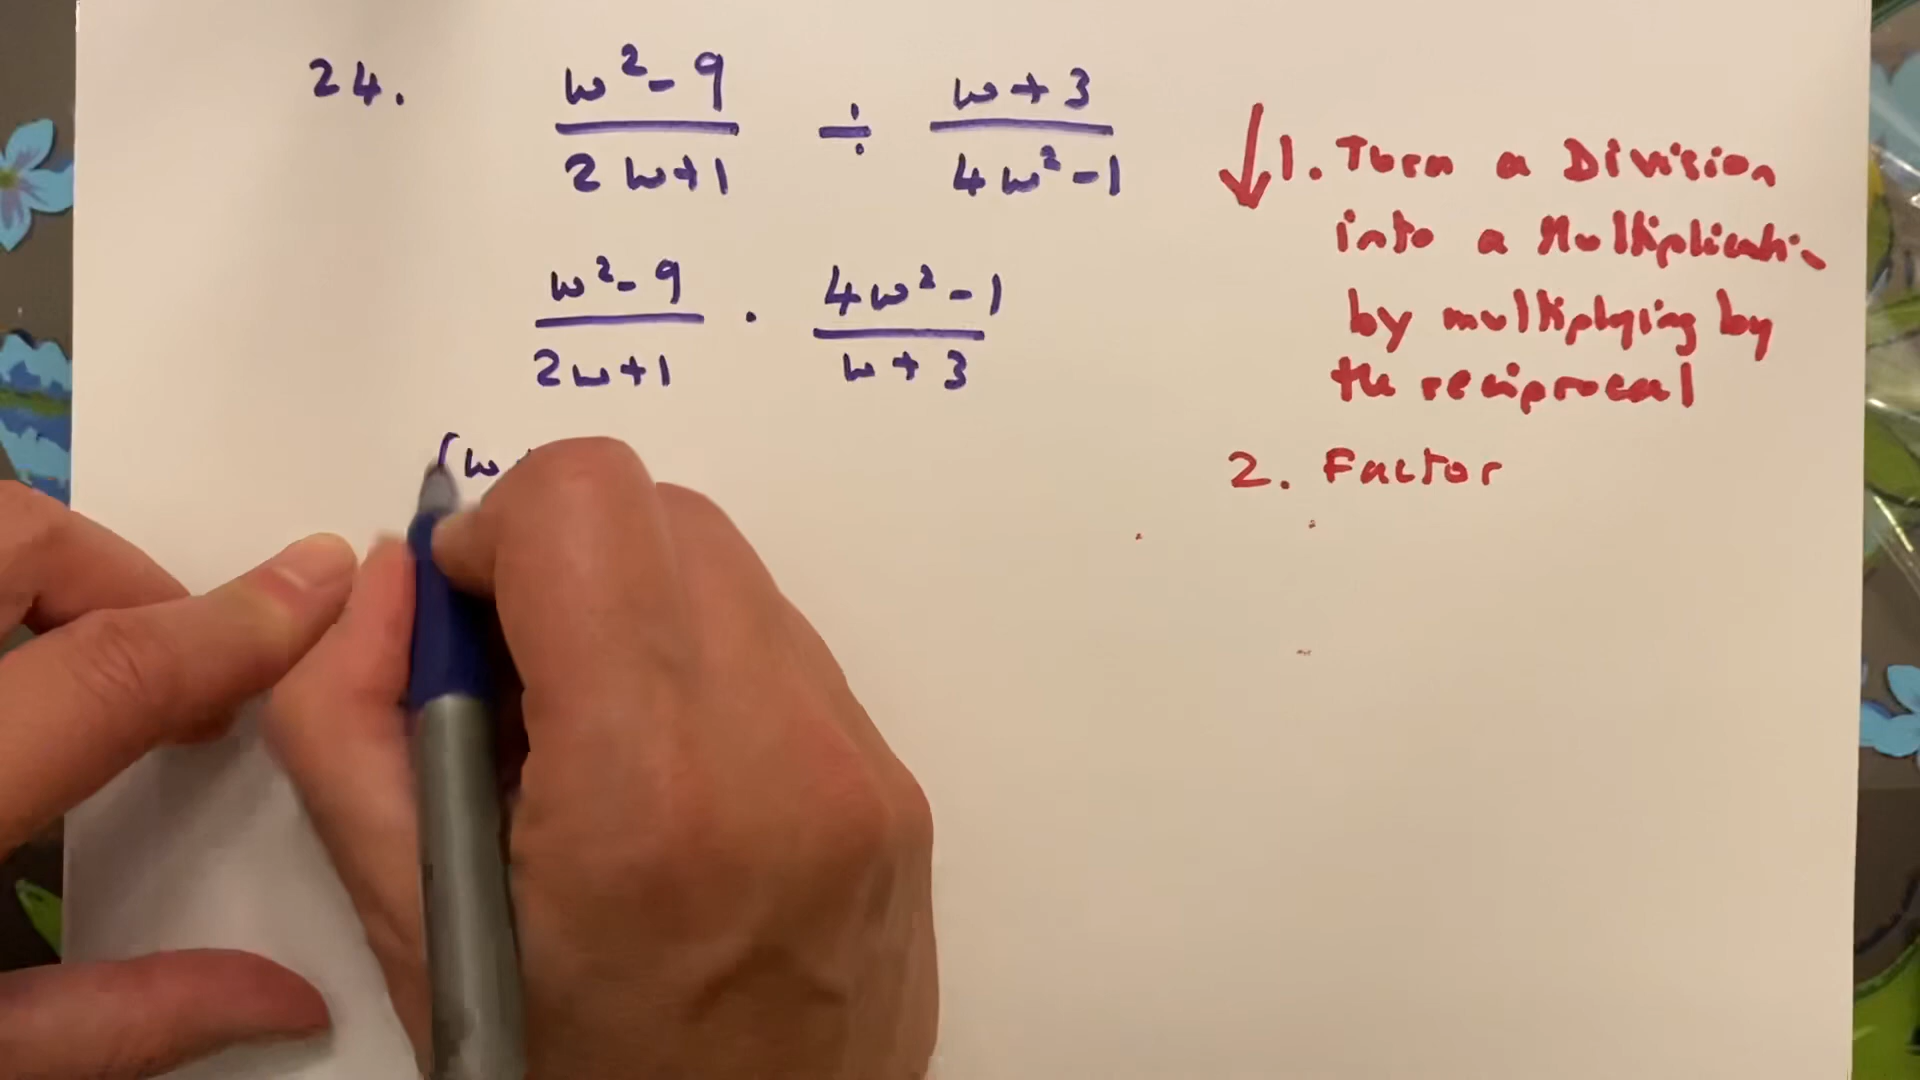 24. w² - 9 / 2w+1 ÷ w + 3 / 4w² - 1
w² - 9 / 2w+1 · 4w² - 1 / w + 3
(w
↓ 1. Turn a Division
into a Multiplication
by multiplying by
the reciprocal
2. Factor